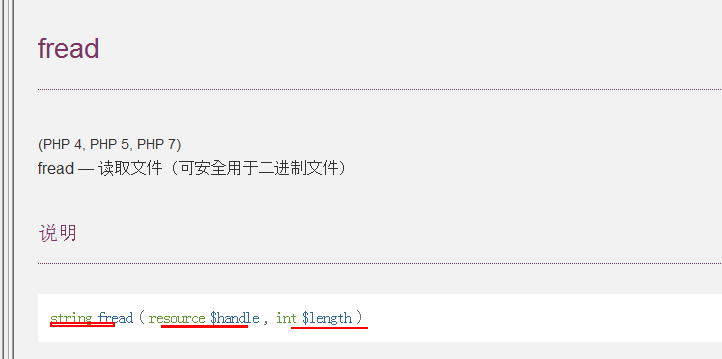 fread
(PHP 4, PHP 5, PHP 7)
fread — 读取文件（可安全用于二进制文件）
说明
string fread ( resource $handle , int $length )